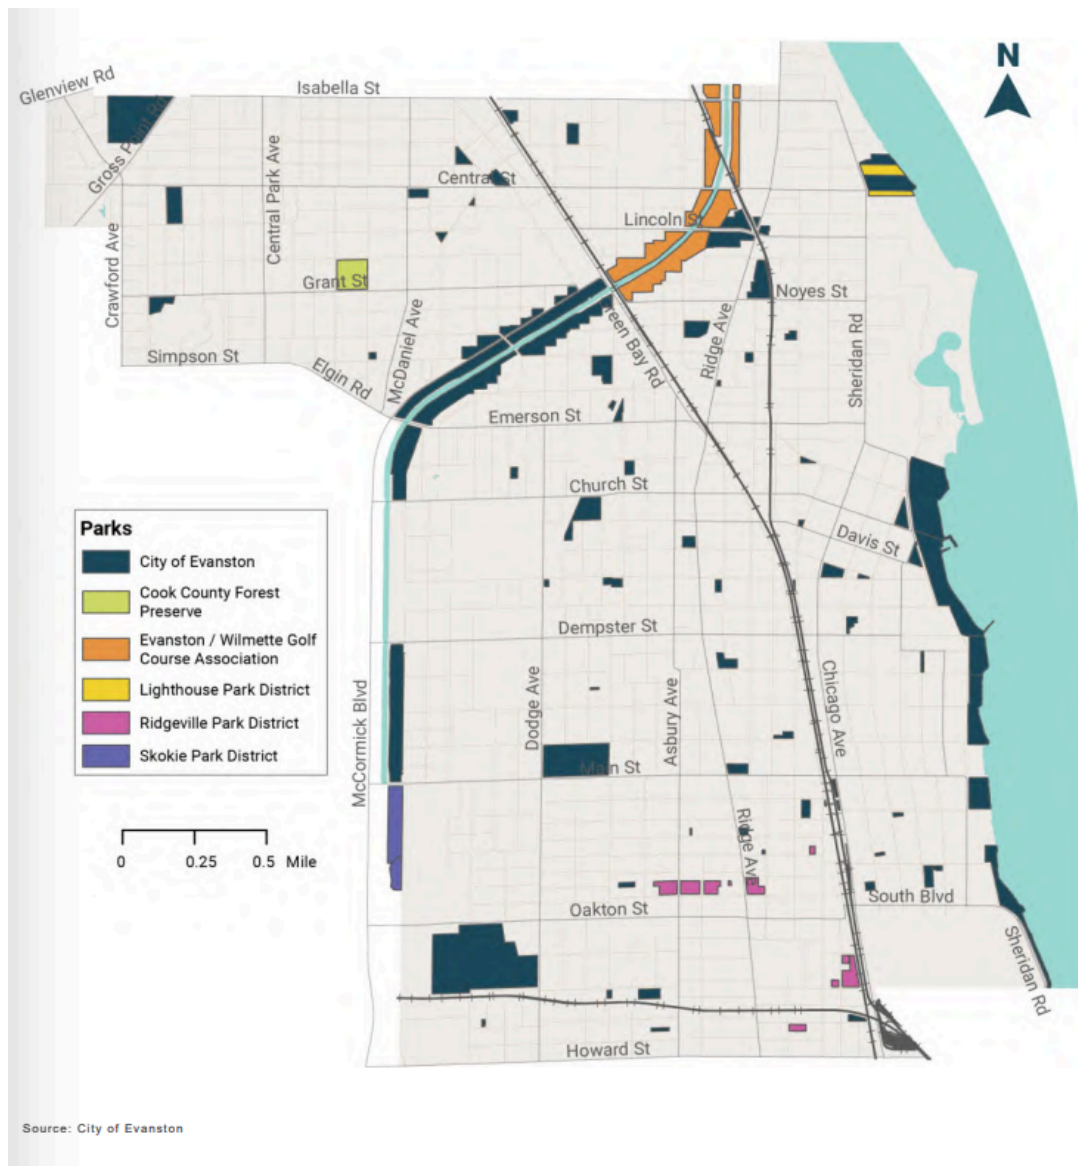 N
Glenview Rd
Isabella St
Gross Point Rd
Central Park Ave
Central St
Lincoln St
Crawford Ave
Grant St
Noyes St
McDaniel Ave
Green Bay Rd
Ridge Ave
Sheridan Rd
Simpson St
Elgin Rd
Emerson St
Church St
Davis St
Parks
City of Evanston
Cook County Forest
Preserve
Evanston / Wilmette Golf
Course Association
Lighthouse Park District
Ridgeville Park District
Skokie Park District
Dempster St
McCormick Blvd
Dodge Ave
Asbury Ave
Chicago Ave
Main St
Ridge Ave
0 0.25 0.5 Mile
South Blvd
Oakton St
Sheridan Rd
Howard St
Source: City of Evanston